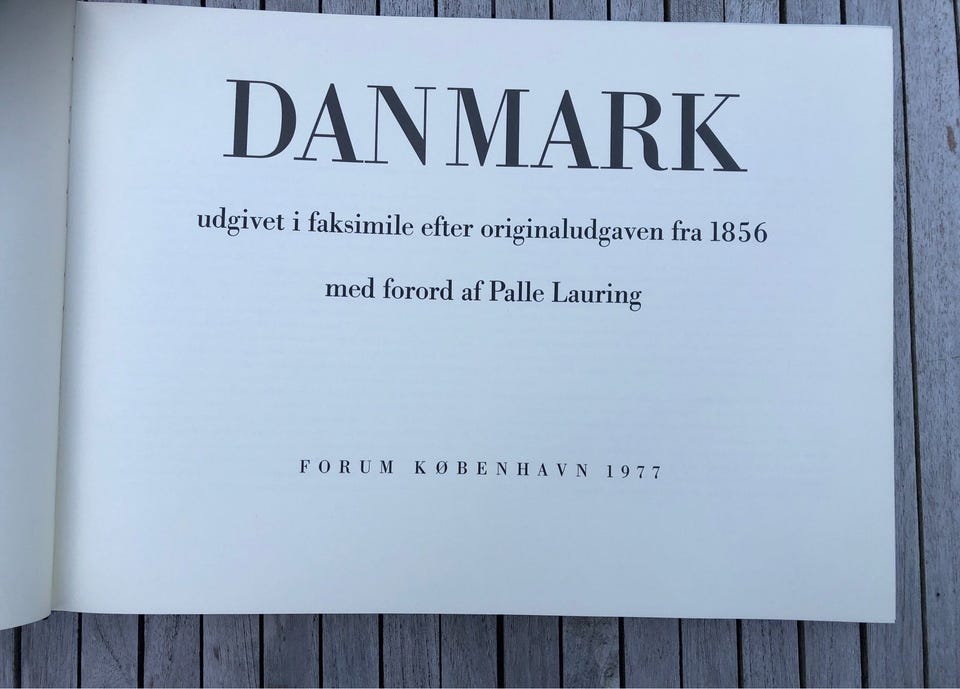 DANMARK
udgivet i faksimile efter originaludgaven fra 1856
med forord af Palle Lauring
FORUM KØBENHAVN 1977